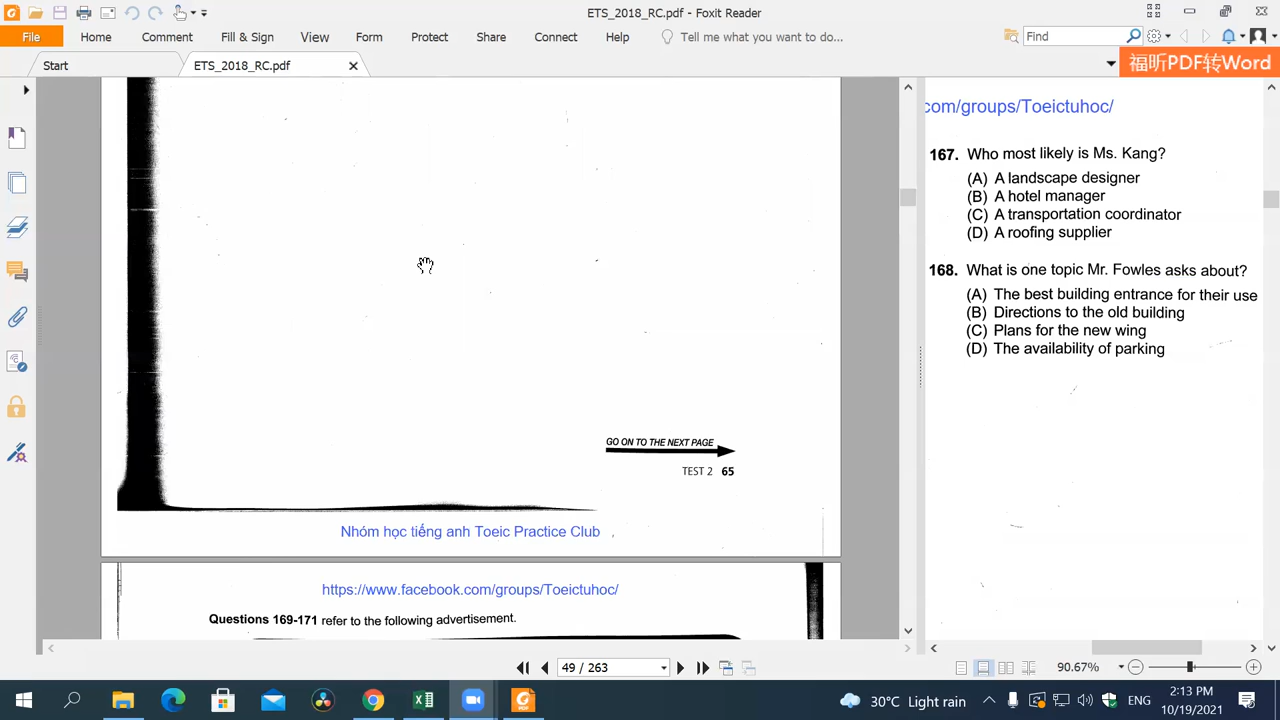 ETS_2018_RC.pdf - Foxit Reader
File
Home
Comment
Fill & Sign
View
Form
Protect
Share
Connect
Help
Tell me what you want to do...
Find
Start
ETS_2018_RC.pdf
福昕PDF转Word
GO ON TO THE NEXT PAGE
TEST 2 65
Nhóm học tiếng anh Toeic Practice Club
https://www.facebook.com/groups/Toeictuhoc/
Questions 169-171 refer to the following advertisement.
com/groups/Toeictuhoc/
167. Who most likely is Ms. Kang?
(A) A landscape designer
(B) A hotel manager
(C) A transportation coordinator
(D) A roofing supplier
168. What is one topic Mr. Fowles asks about?
(A) The best building entrance for their use
(B) Directions to the old building
(C) Plans for the new wing
(D) The availability of parking
49 / 263
90.67%
30°C Light rain
ENG
2:13 PM
10/19/2021